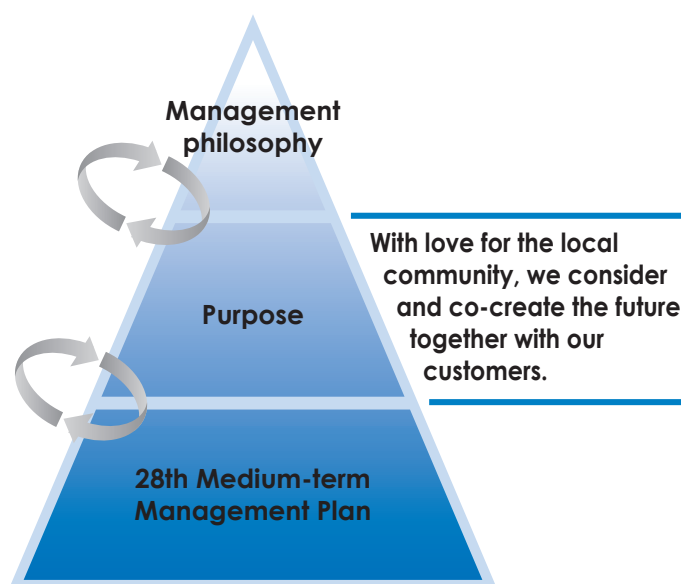 Management
philosophy
With love for the local
community, we consider
and co-create the future
together with our
customers.
Purpose
28th Medium-term
Management Plan